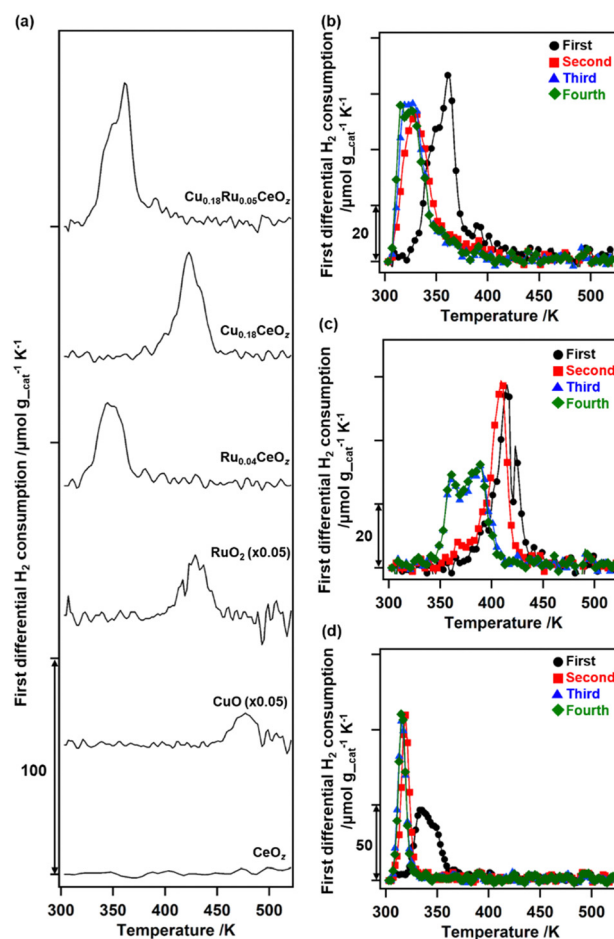 (a)
First differential H2 consumption /μmol g_cat-1 K-1
100
Cu0.18Ru0.05CeOz
Cu0.18CeOz
Ru0.04CeOz
RuO2 (x0.05)
CuO (x0.05)
CeOz
300 350 400 450 500
Temperature /K
(b)
First differential H2 consumption
/μmol g_cat-1 K-1
20
First
Second
Third
Fourth
300 350 400 450 500
Temperature /K
(c)
First differential H2 consumption
/μmol g_cat-1 K-1
20
First
Second
Third
Fourth
300 350 400 450 500
Temperature /K
(d)
First differential H2 consumption
/μmol g_cat-1 K-1
50
First
Second
Third
Fourth
300 350 400 450 500
Temperature /K